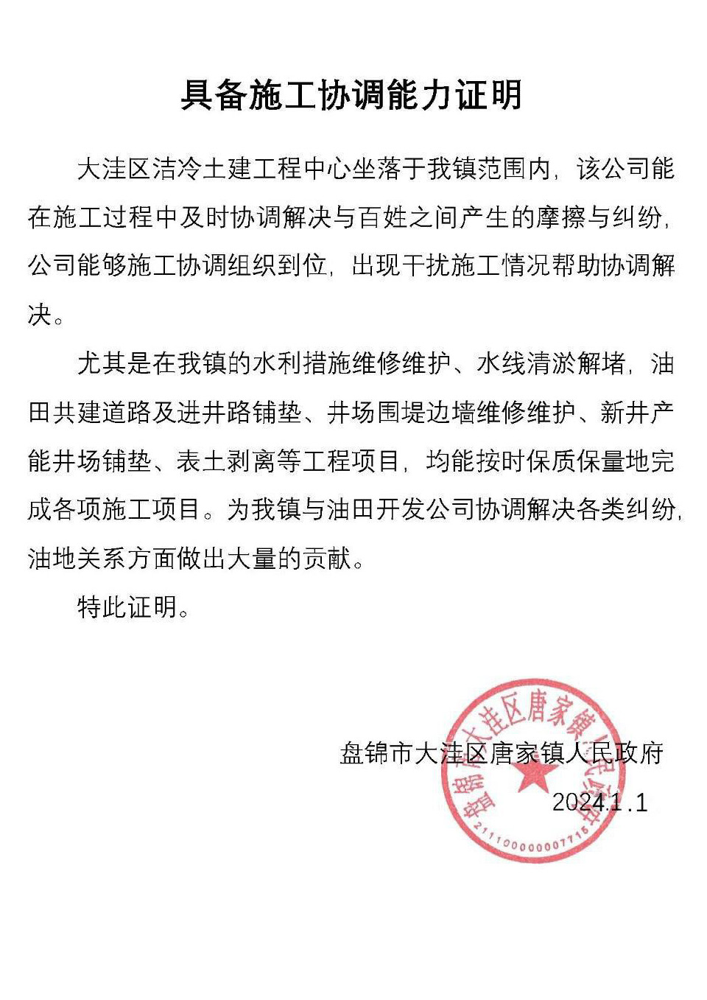 具备施工协调能力证明
大洼区洁冷土建工程中心坐落于我镇范围内，该公司能
在施工过程中及时协调解决与百姓之间产生的摩擦与纠纷，
公司能够施工协调组织到位，出现干扰施工情况帮助协调解
决。
尤其是在我镇的水利措施维修维护、水线清淤解堵，油
田共建道路及进井路铺垫、井场围堤边墙维修维护、新井产
能井场铺垫、表土剥离等工程项目，均能按时保质保量地完
成各项施工项目。为我镇与油田开发公司协调解决各类纠纷，
油地关系方面做出大量的贡献。
特此证明。
盘锦市大洼区唐家镇人民政府
2024.1.1
盘锦市大洼区唐家镇人民政府
2111000000007715